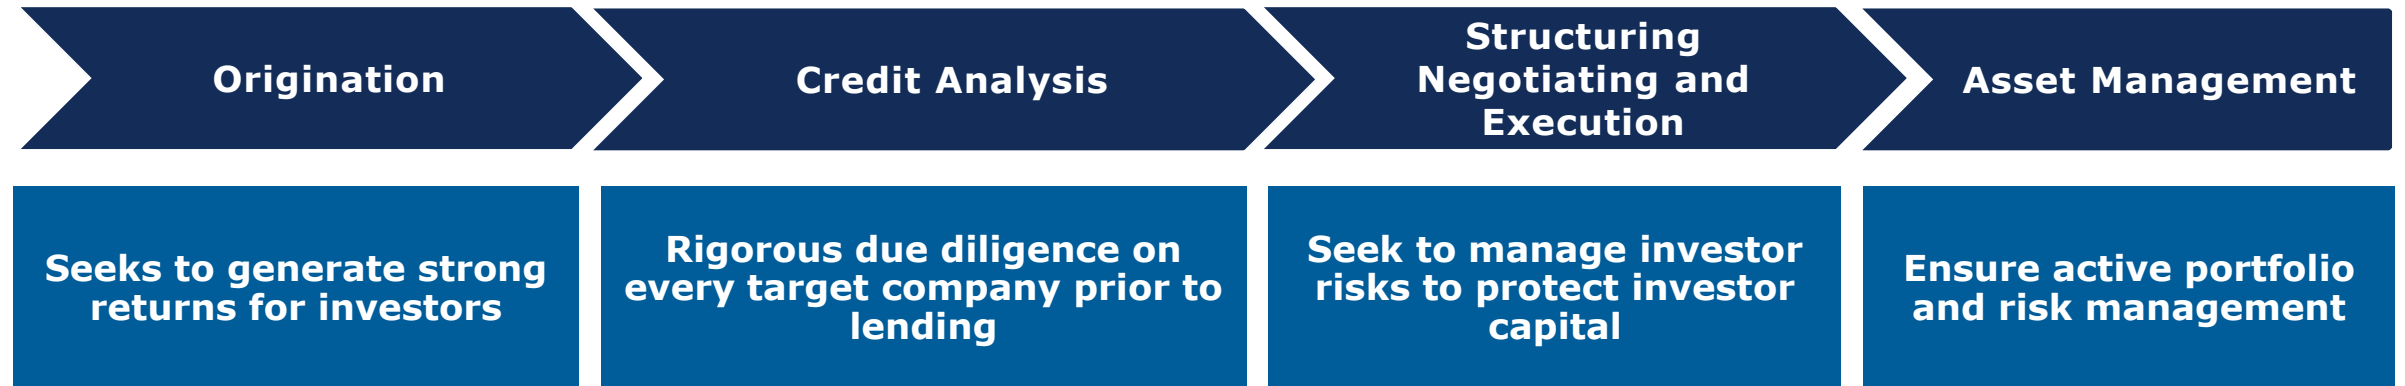 Origination
Credit Analysis
Structuring
Negotiating and
Execution
Asset Management
Seeks to generate strong
returns for investors
Rigorous due diligence on
every target company prior to
lending
Seek to manage investor
risks to protect investor
capital
Ensure active portfolio
and risk management